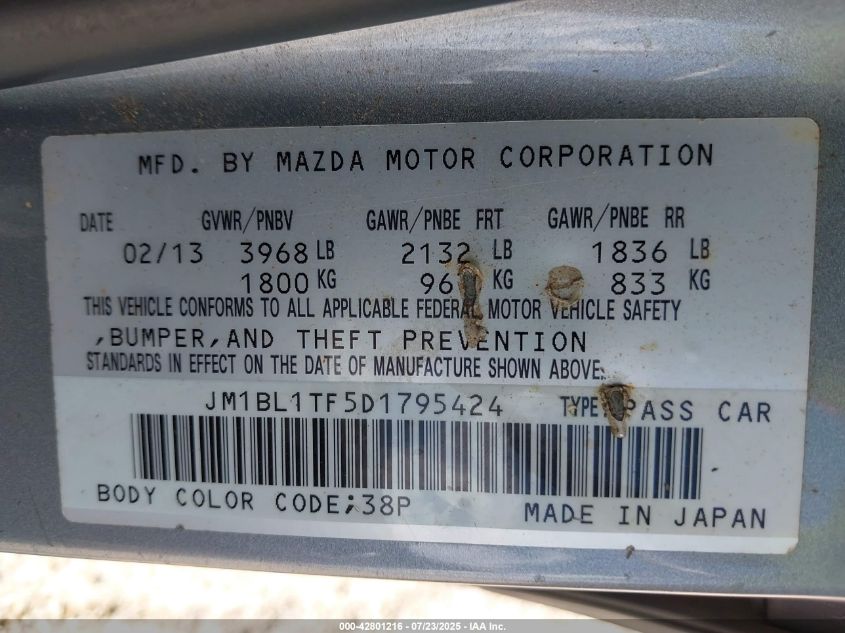 MFD. BY MAZDA MOTOR CORPORATION
DATE GVWR/PNBV GAWR/PNBE FRT GAWR/PNBE RR
02/13 3968 LB 2132 LB 1836 LB
1800 KG KG 833 KG
THIS VEHICLE CONFORMS TO ALL APPLICABLE FEDERAL MOTOR VEHICLE SAFETY
,BUMPER,AND THEFT PREVENTION
STANDARDS IN EFFECT ON THE DATE OF MANUFACTURE SHOWN ABOVE.
JM1BL1TF5D1795424 TYPE PASS CAR
BODY COLOR CODE;38P MADE IN JAPAN
000-42801216 - 07/23/2025 - IAA Inc.